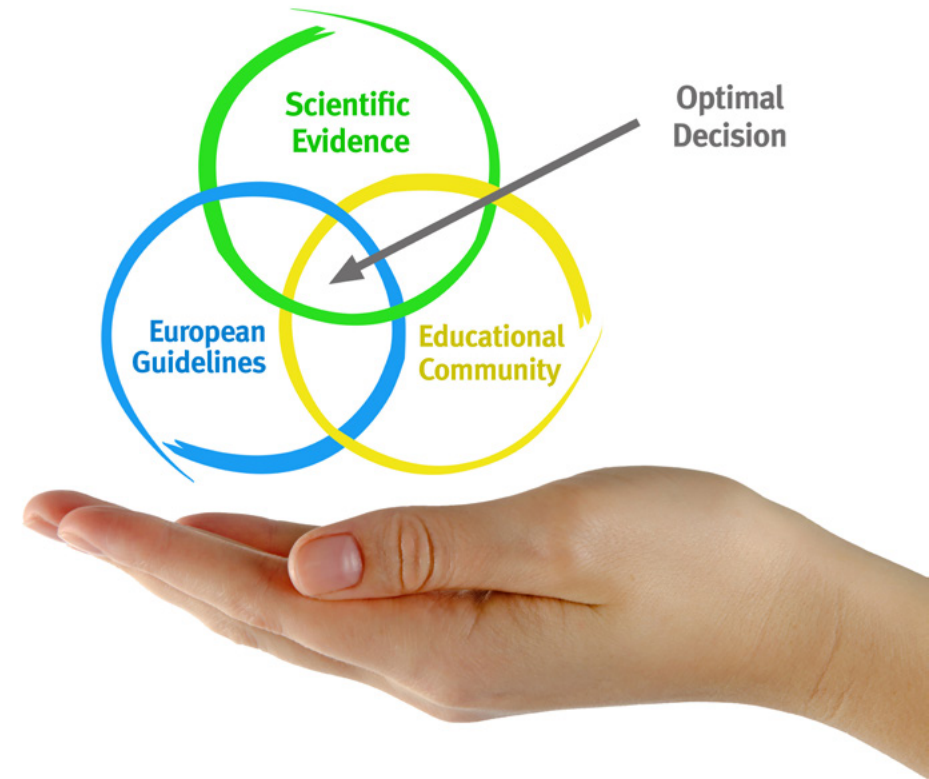 Scientific
Evidence
Optimal
Decision
European
Guidelines
Educational
Community